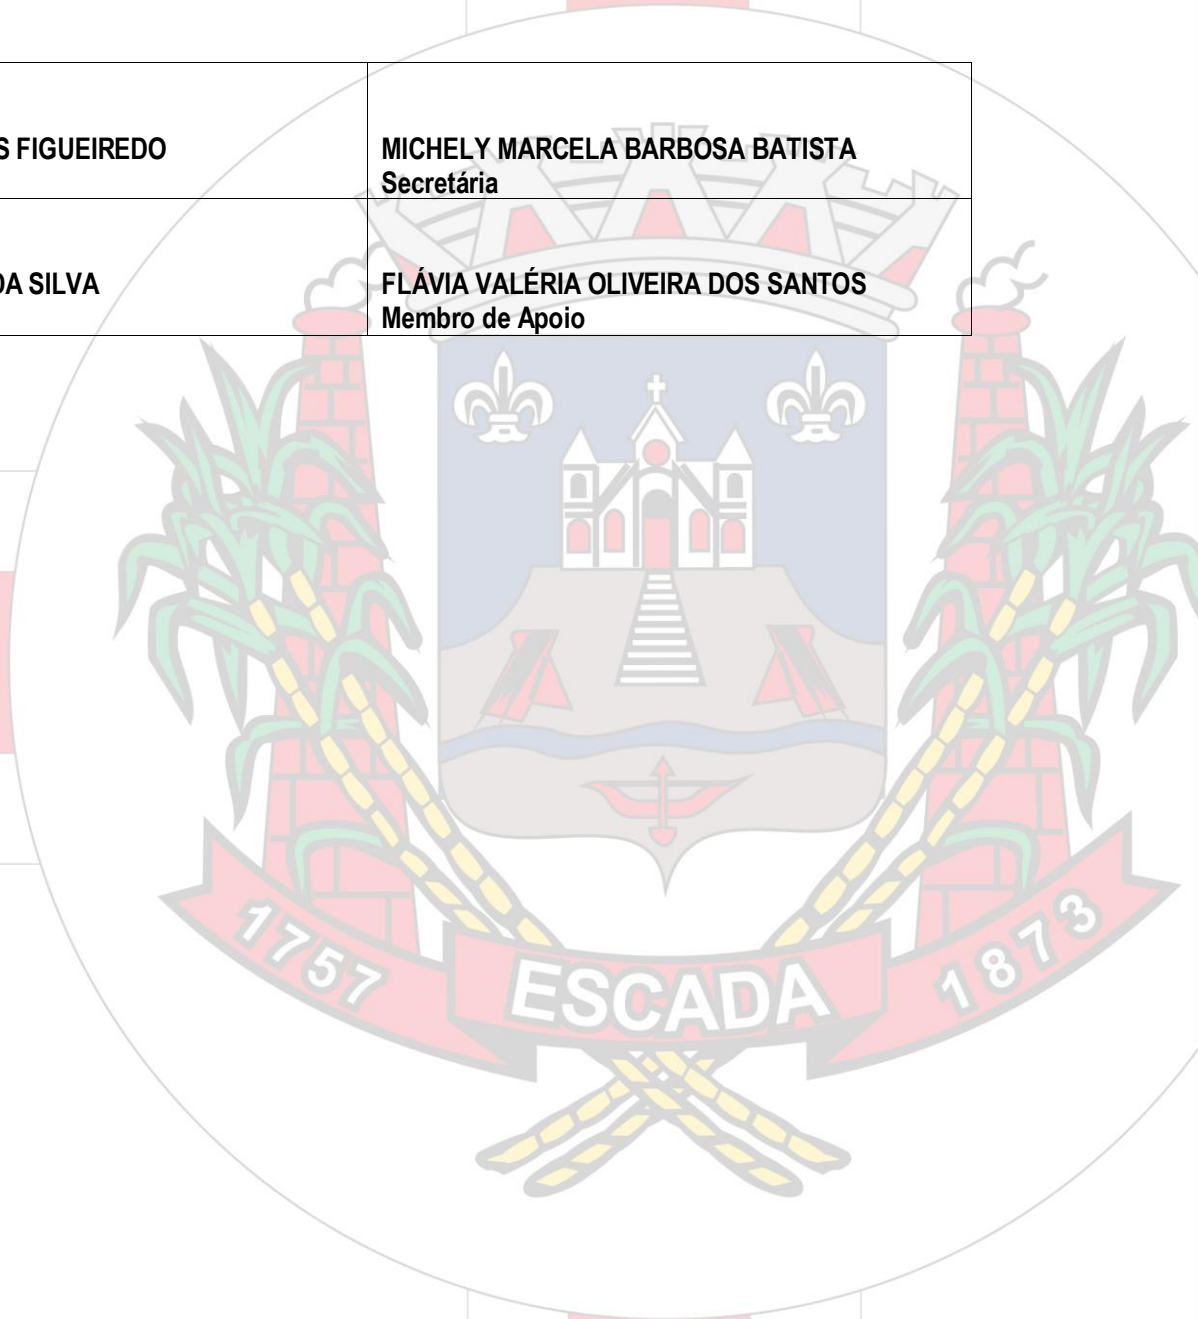 S FIGUEIREDO
MICHELY MARCELA BARBOSA BATISTA
Secretária
DA SILVA
FLÁVIA VALÉRIA OLIVEIRA DOS SANTOS
Membro de Apoio
1757
ESCADA
1873